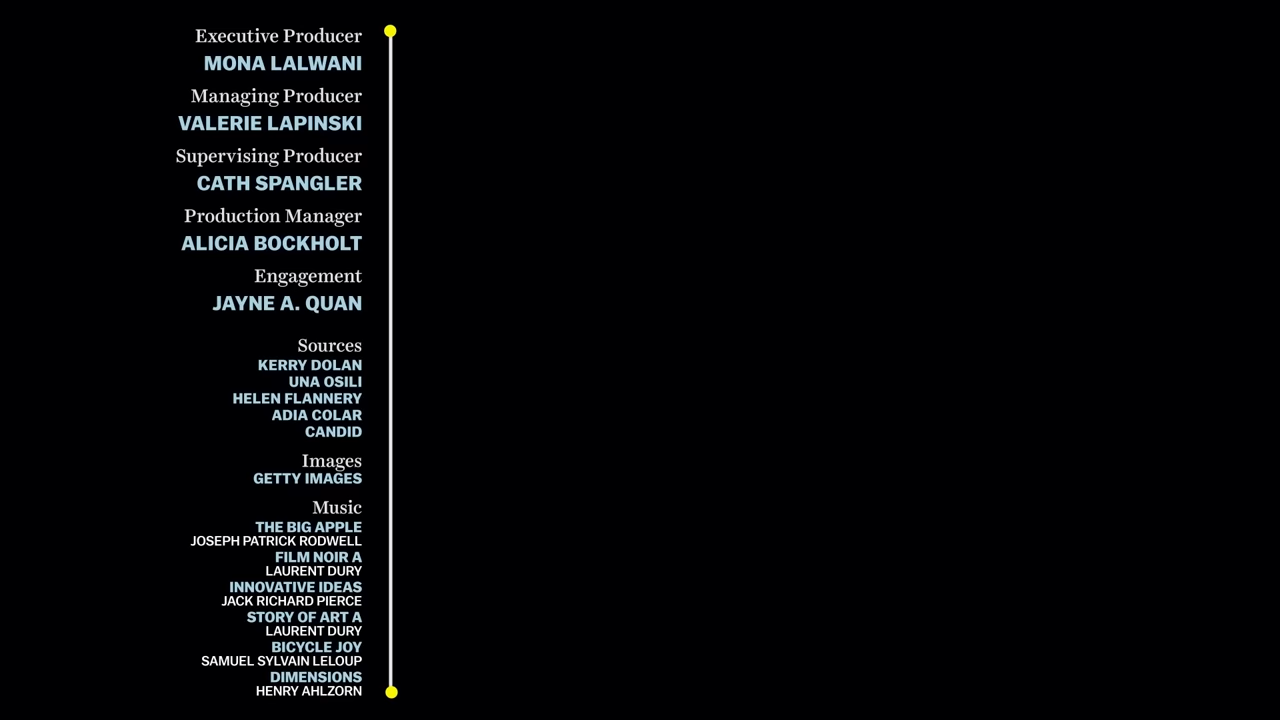 Executive Producer
MONA LALWANI
Managing Producer
VALERIE LAPINSKI
Supervising Producer
CATH SPANGLER
Production Manager
ALICIA BOCKHOLT
Engagement
JAYNE A. QUAN
Sources
KERRY DOLAN
UNA OSILI
HELEN FLANNERY
ADIA COLAR
CANDID
Images
GETTY IMAGES
Music
THE BIG APPLE
JOSEPH PATRICK RODWELL
FILM NOIR A
LAURENT DURY
INNOVATIVE IDEAS
JACK RICHARD PIERCE
STORY OF ART A
LAURENT DURY
BICYCLE JOY
SAMUEL SYLVAIN LELOUP
DIMENSIONS
HENRY AHLZORN